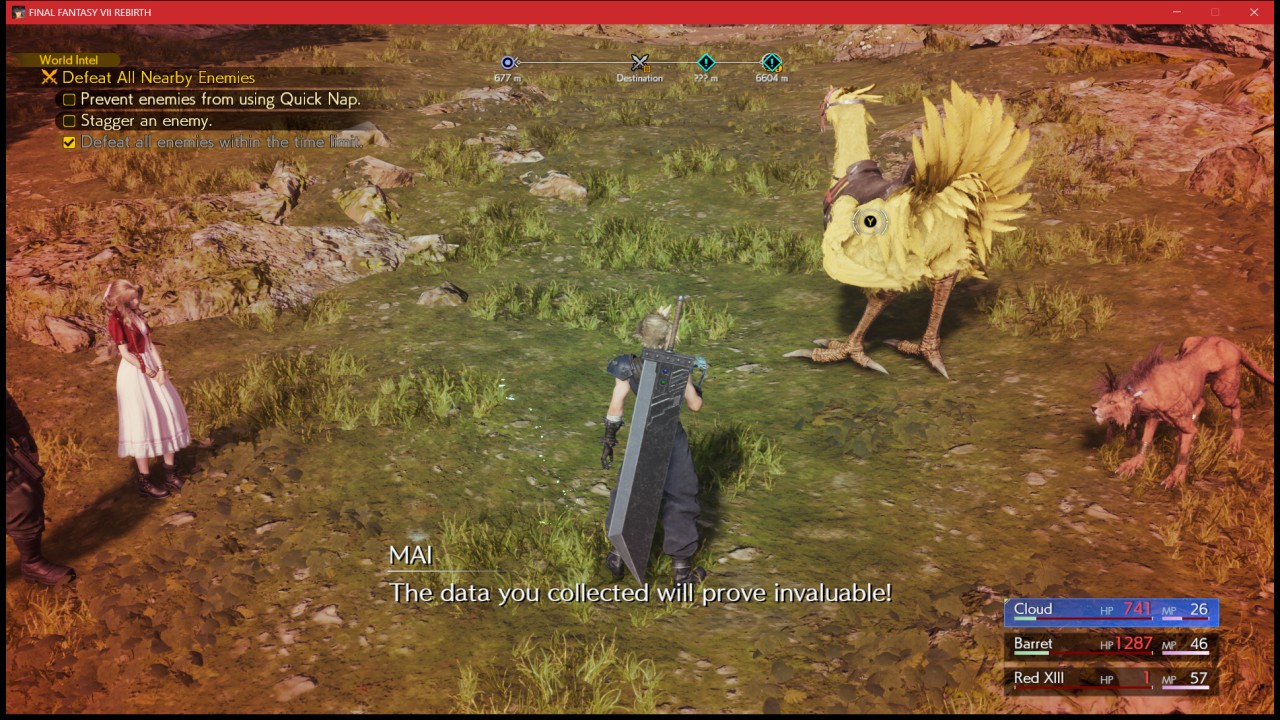 FINAL FANTASY VII REBIRTH
World Intel
Defeat All Nearby Enemies
Prevent enemies from using Quick Nap.
Stagger an enemy.
Defeat all enemies within the time limit.
677 m
Destination
??? m
6604 m
Y
MAI
The data you collected will prove invaluable!
Cloud HP 741 MP 26
Barret HP 1287 MP 46
Red XIII HP 1 MP 57